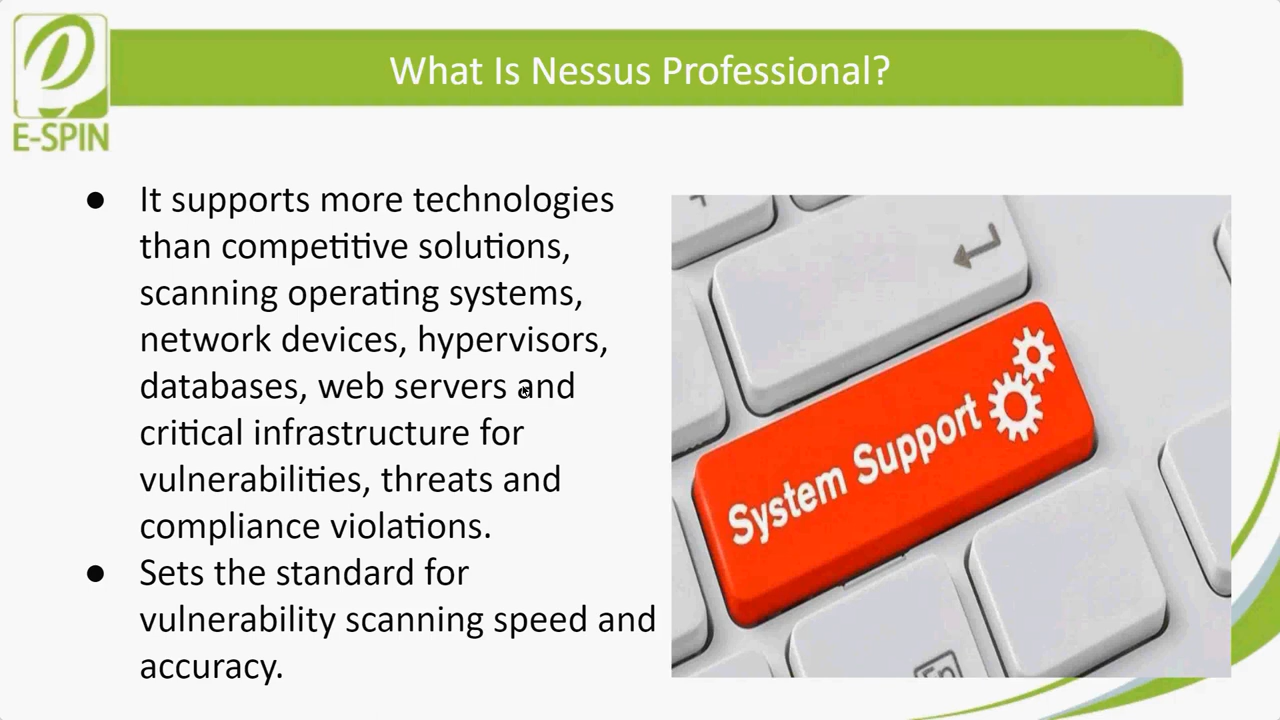 What Is Nessus Professional?
E-SPIN
● It supports more technologies
than competitive solutions,
scanning operating systems,
network devices, hypervisors,
databases, web servers and
critical infrastructure for
vulnerabilities, threats and
compliance violations.
● Sets the standard for
vulnerability scanning speed and
accuracy.
System Support
Fn